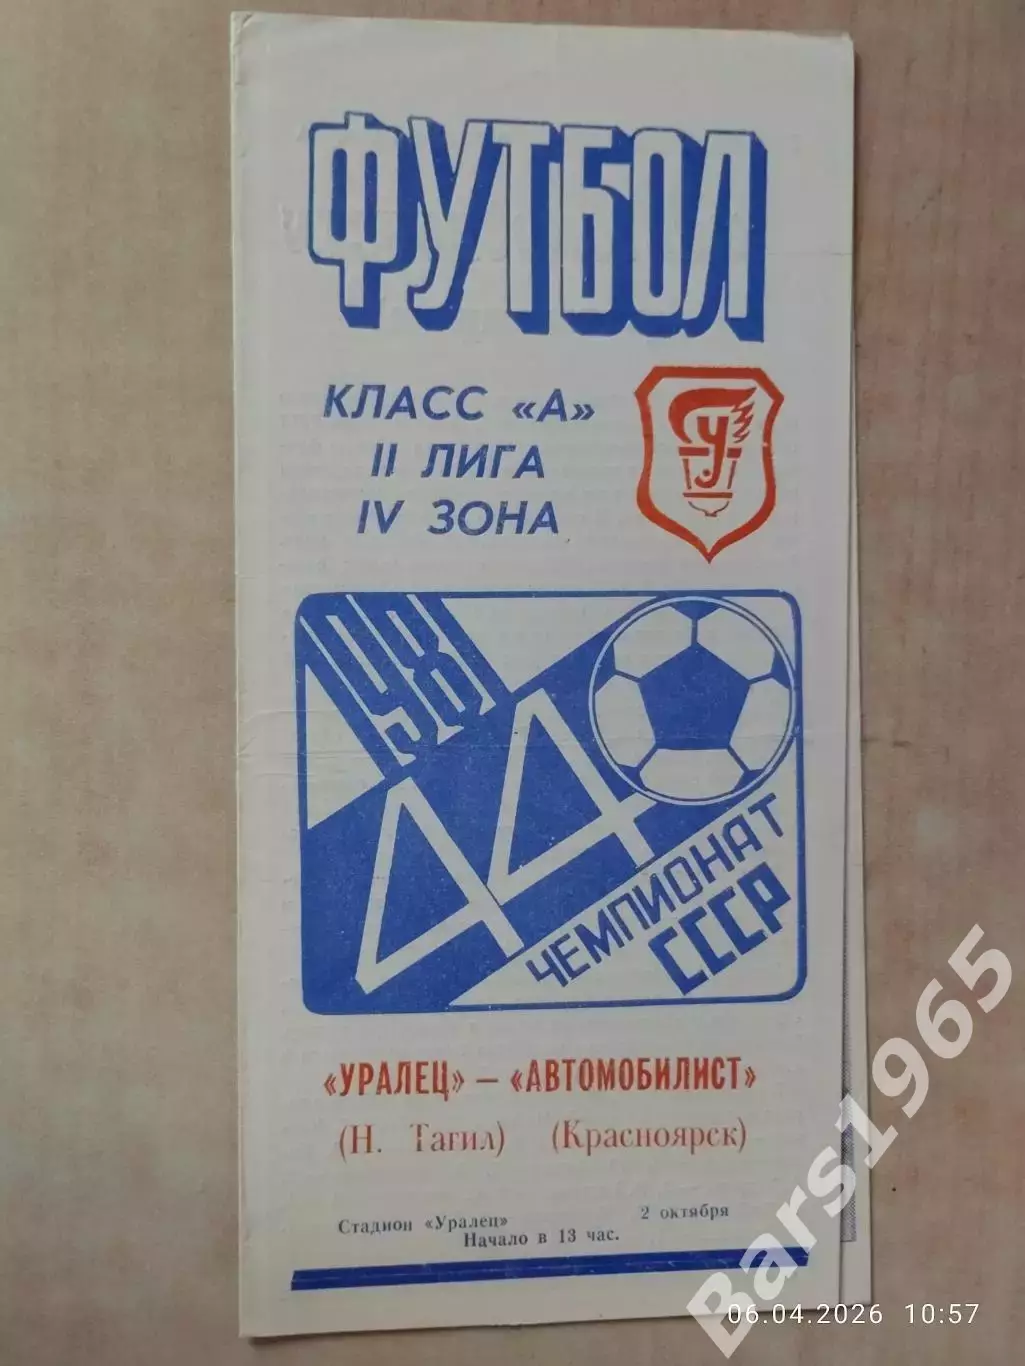 ФУТБОЛ
КЛАСС «А»
II ЛИГА
IV ЗОНА
У
1981
44
ЧЕМПИОНАТ
СССР
«УРАЛЕЦ» — «АВТОМОБИЛИСТ»
(Н. Тагил) (Красноярск)
Стадион «Уралец» 2 октября
Начало в 13 час.
Bars1965
06.04.2026 10:57